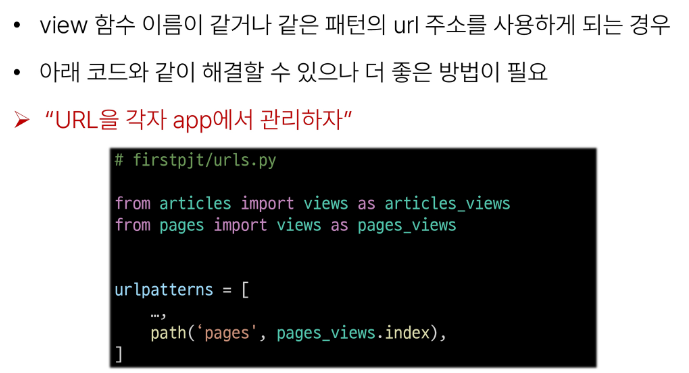 • view 함수 이름이 같거나 같은 패턴의 url 주소를 사용하게 되는 경우
• 아래 코드와 같이 해결할 수 있으나 더 좋은 방법이 필요
➢ “URL을 각자 app에서 관리하자”
# firstpjt/urls.py
from articles import views as articles_views
from pages import views as pages_views
urlpatterns = [
    …,
    path(‘pages', pages_views.index),
]